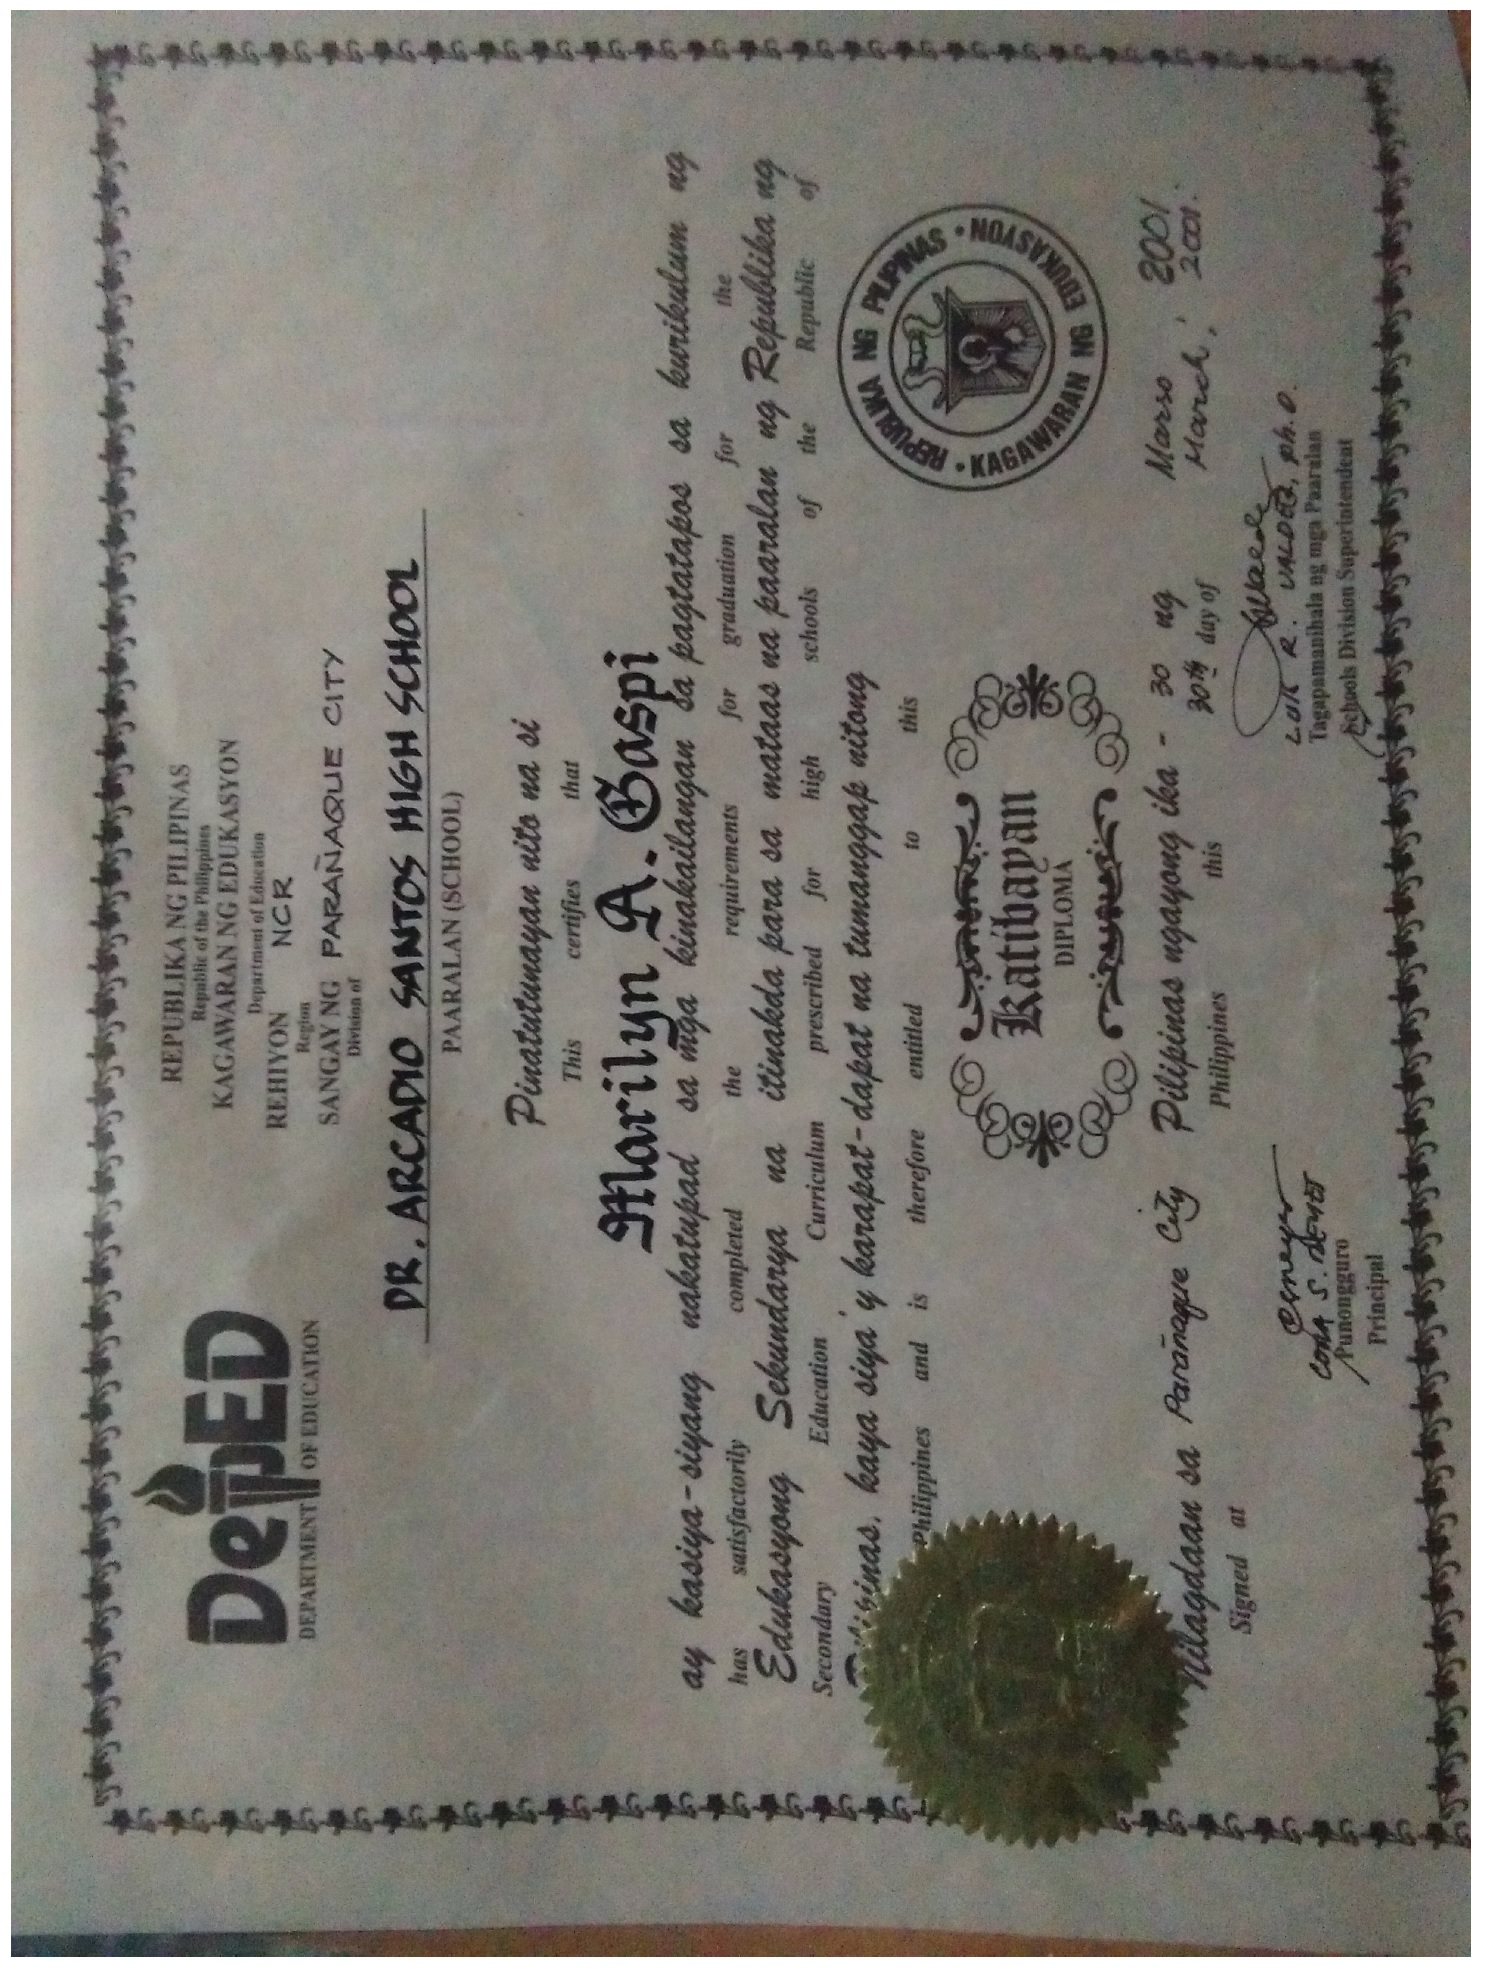 DepED
DEPARTMENT OF EDUCATION
REPUBLIKA NG PILIPINAS
Republic of the Philippines
KAGAWARAN NG EDUKASYON
Department of Education
REHIYON NCR
Region
SANGAY NG PARAÑAQUE CITY
Division of
DR. ARCADIO SANTOS HIGH SCHOOL
PAARALAN (SCHOOL)
Pinatutunayan nito na si
This certifies that
Marilyn A. Gaspi
ay kasiya-siyang nakatupad sa mga kinakailangan sa pagtatapos sa kurikulum ng
has satisfactorily completed the requirements for graduation for the
Edukasyong Sekundarya na itinakda para sa mataas na paaralan ng Republika ng
Secondary Education Curriculum prescribed for high schools of the Republic of
Pilipinas, kaya siya'y karapat-dapat na tumanggap nitong
Philippines and is therefore entitled to this
Katibayan
DIPLOMA
REPUBLIKA NG PILIPINAS • KAGAWARAN NG EDUKASYON •
Nilagdaan sa Parañaque City Pilipinas ngayong ika - 30 ng Marso 2001
Signed at Philippines this 30th day of March, 2001.
CORA S.
Punongguro
Principal
R. VALDEZ, Ph.D.
Tagapamanihala ng mga Paaralan
Schools Division Superintendent